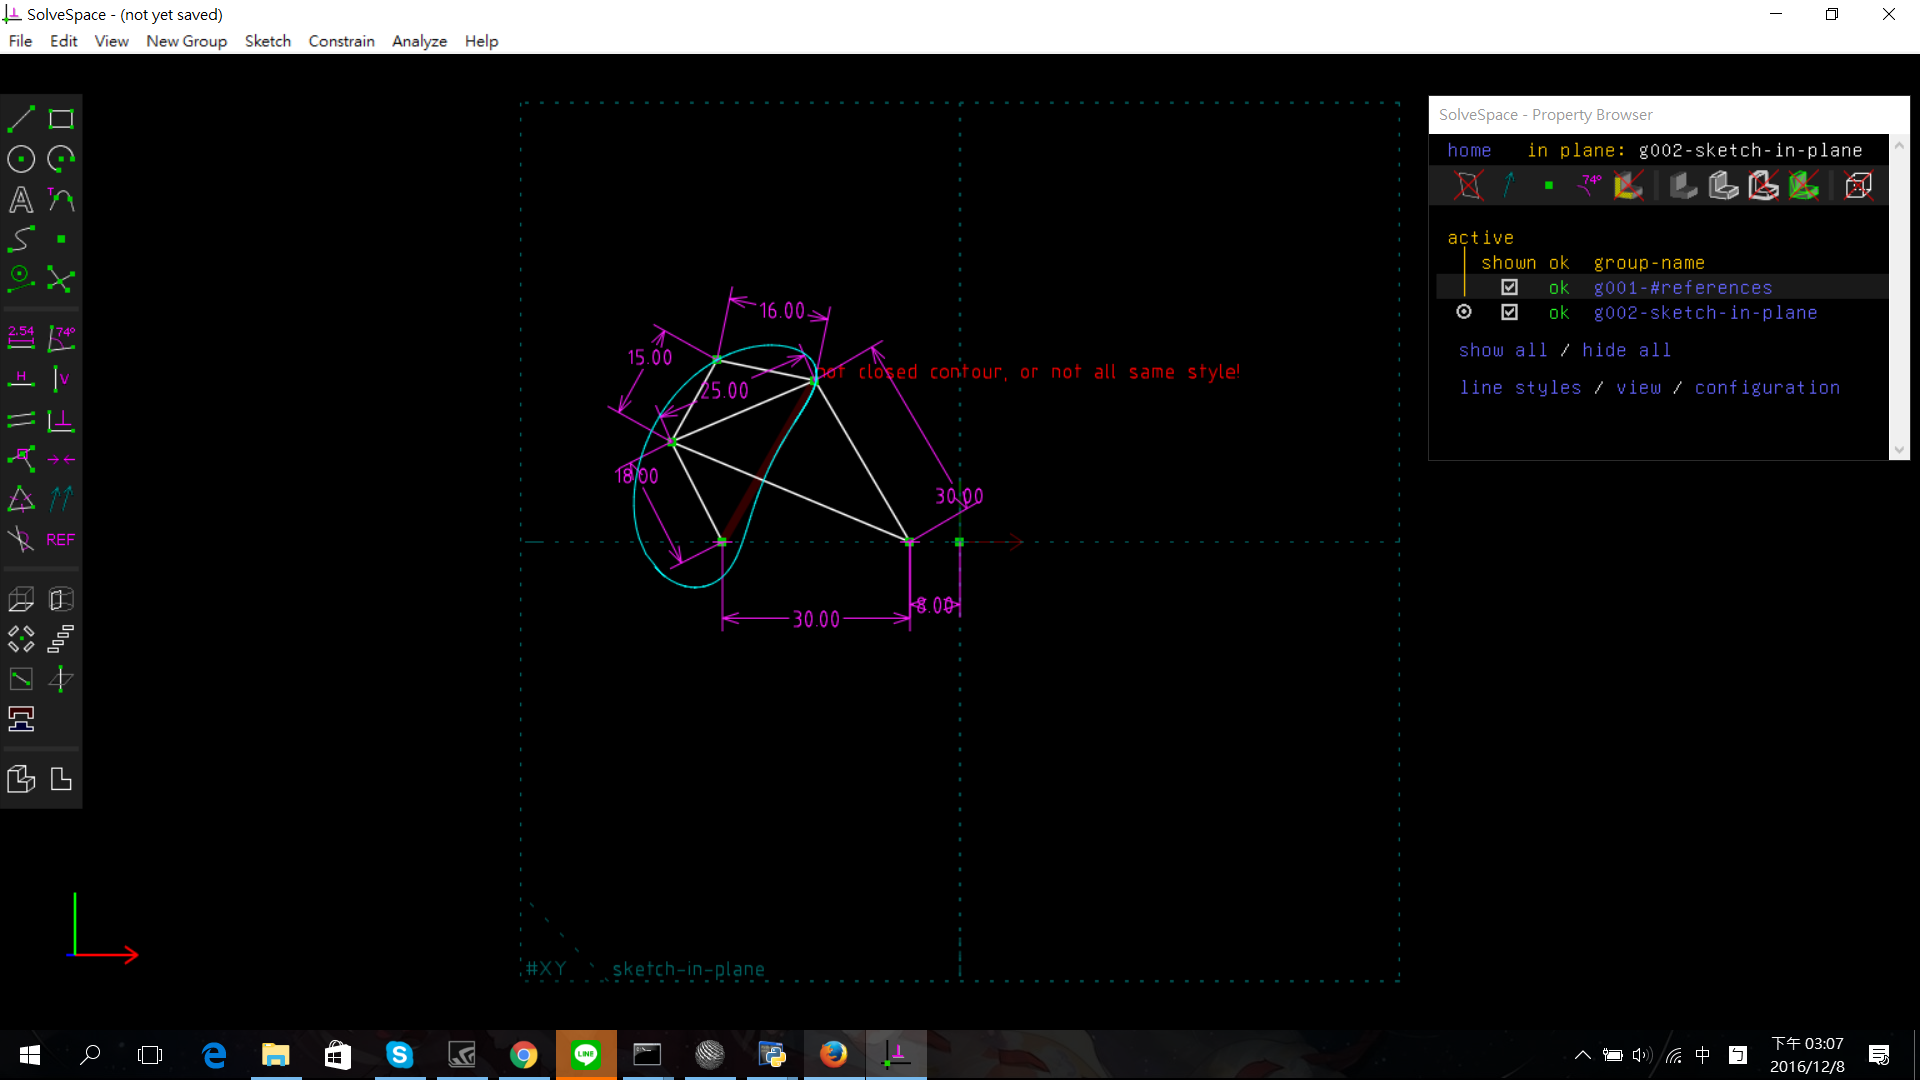 SolveSpace - (not yet saved)
File Edit View New Group Sketch Constrain Analyze Help
SolveSpace - Property Browser
home in plane: g002-sketch-in-plane
74º
active
shown ok group-name
ok g001-#references
ok g002-sketch-in-plane
show all / hide all
line styles / view / configuration
A T
2.54 74º
H V
REF
16.00
15.00
25.00
not closed contour, or not all same style!
18.00
30.00
30.00
8.00
#XY sketch-in-plane
LINE
中
下午 03:07
2016/12/8